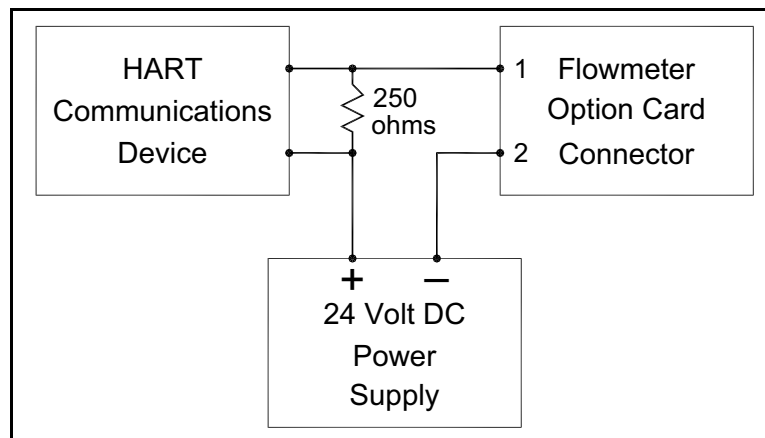 HART
Communications
Device
250
ohms
1 Flowmeter
Option Card
2 Connector
+ −
24 Volt DC
Power
Supply